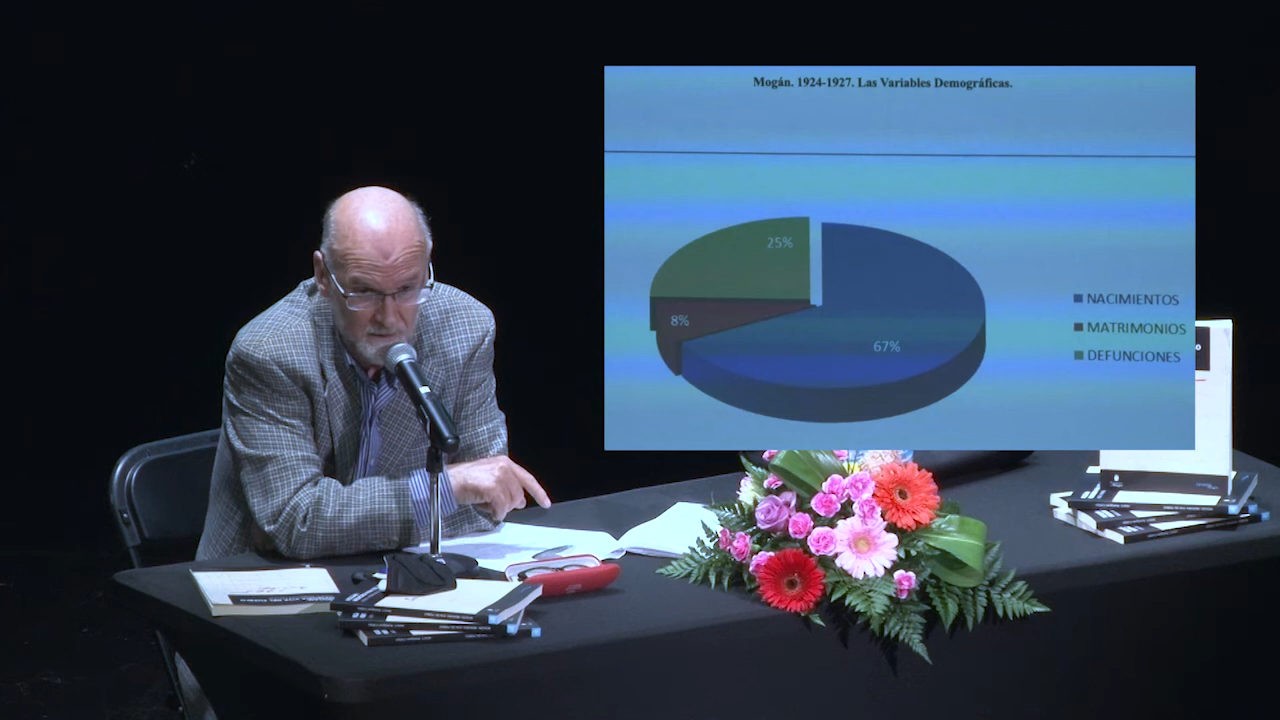 Mogán. 1924-1927. Las Variables Demográficas.
25%
8%
67%
NACIMIENTOS
MATRIMONIOS
DEFUNCIONES